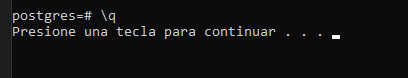 postgres=# \q
Presione una tecla para continuar . . .